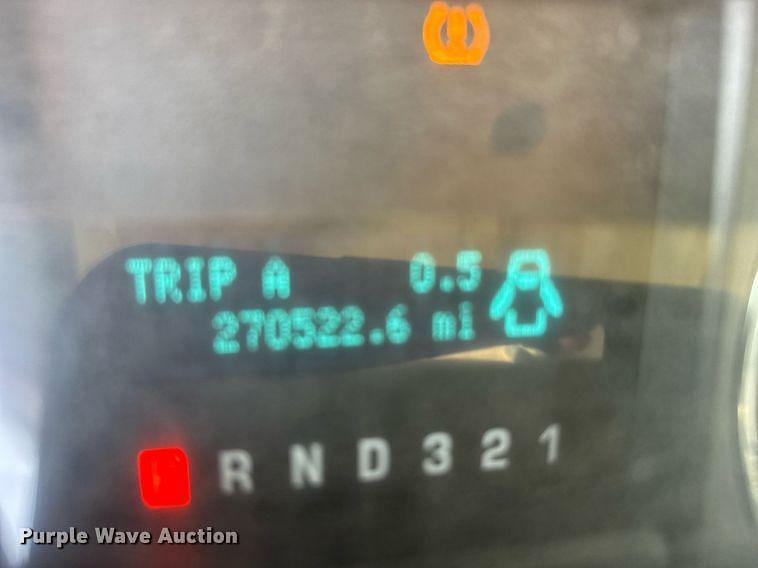 TRIP A 0.5
270522.6 mi
R N D 3 2 1
Purple Wave Auction